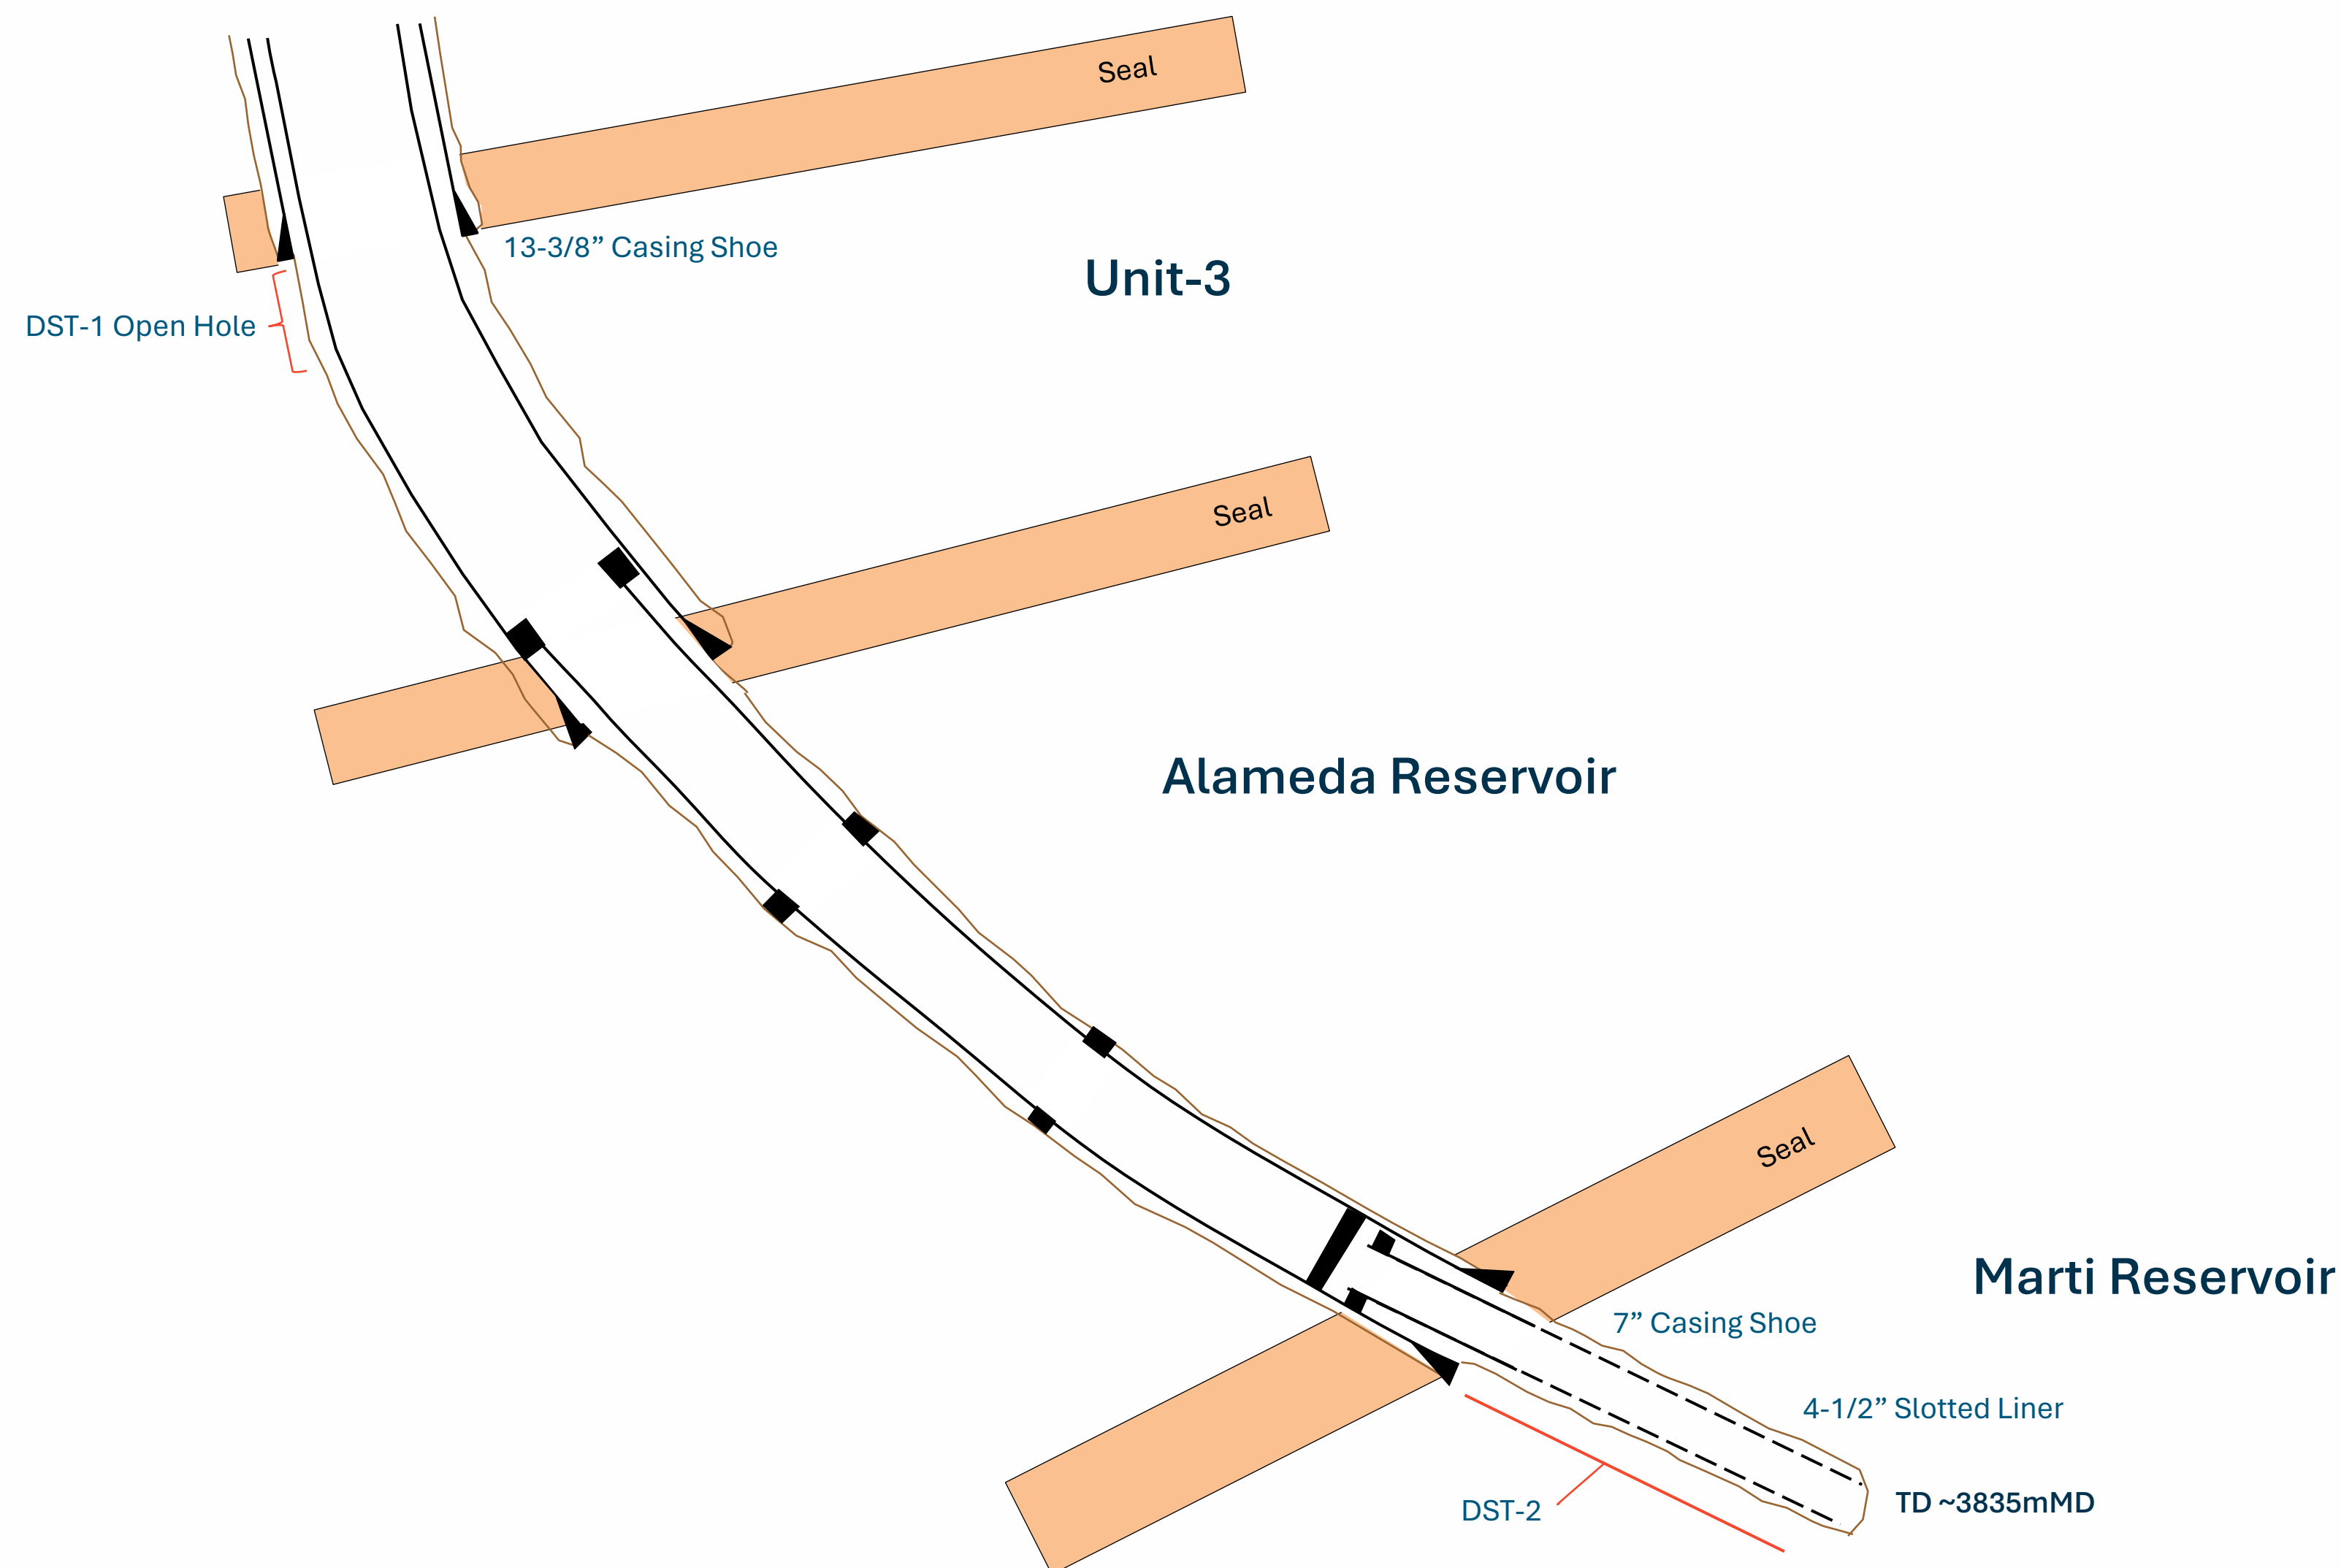 Seal
13-3/8” Casing Shoe
Unit-3
DST-1 Open Hole
Seal
Alameda Reservoir
Seal
Marti Reservoir
7” Casing Shoe
4-1/2” Slotted Liner
TD ~3835mMD
DST-2